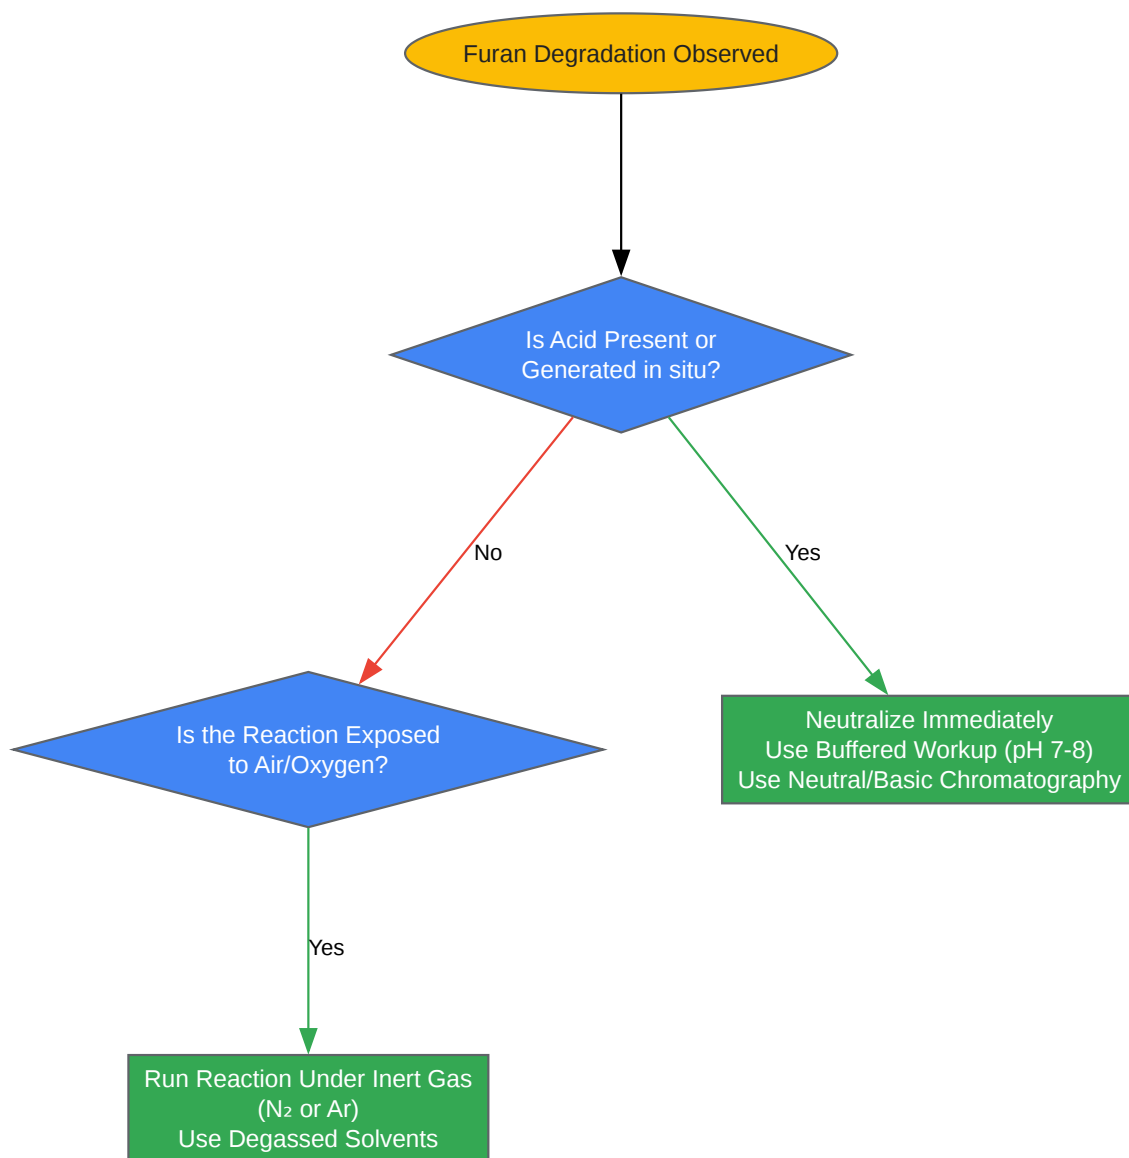 Furan Degradation Observed
Is Acid Present or
Generated in situ?
No
Yes
Is the Reaction Exposed
to Air/Oxygen?
Neutralize Immediately
Use Buffered Workup (pH 7-8)
Use Neutral/Basic Chromatography
Yes
Run Reaction Under Inert Gas
(N₂ or Ar)
Use Degassed Solvents